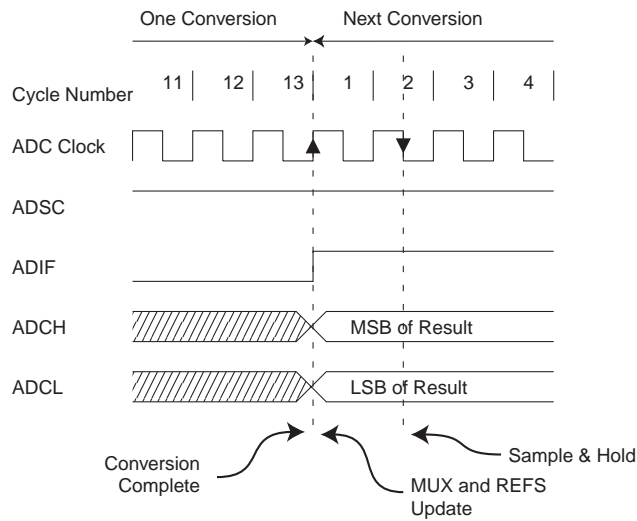 One Conversion Next Conversion
Cycle Number 11 12 13 1 2 3 4
ADC Clock
ADSC
ADIF
ADCH MSB of Result
ADCL LSB of Result
Conversion
Complete
MUX and REFS
Update
Sample & Hold